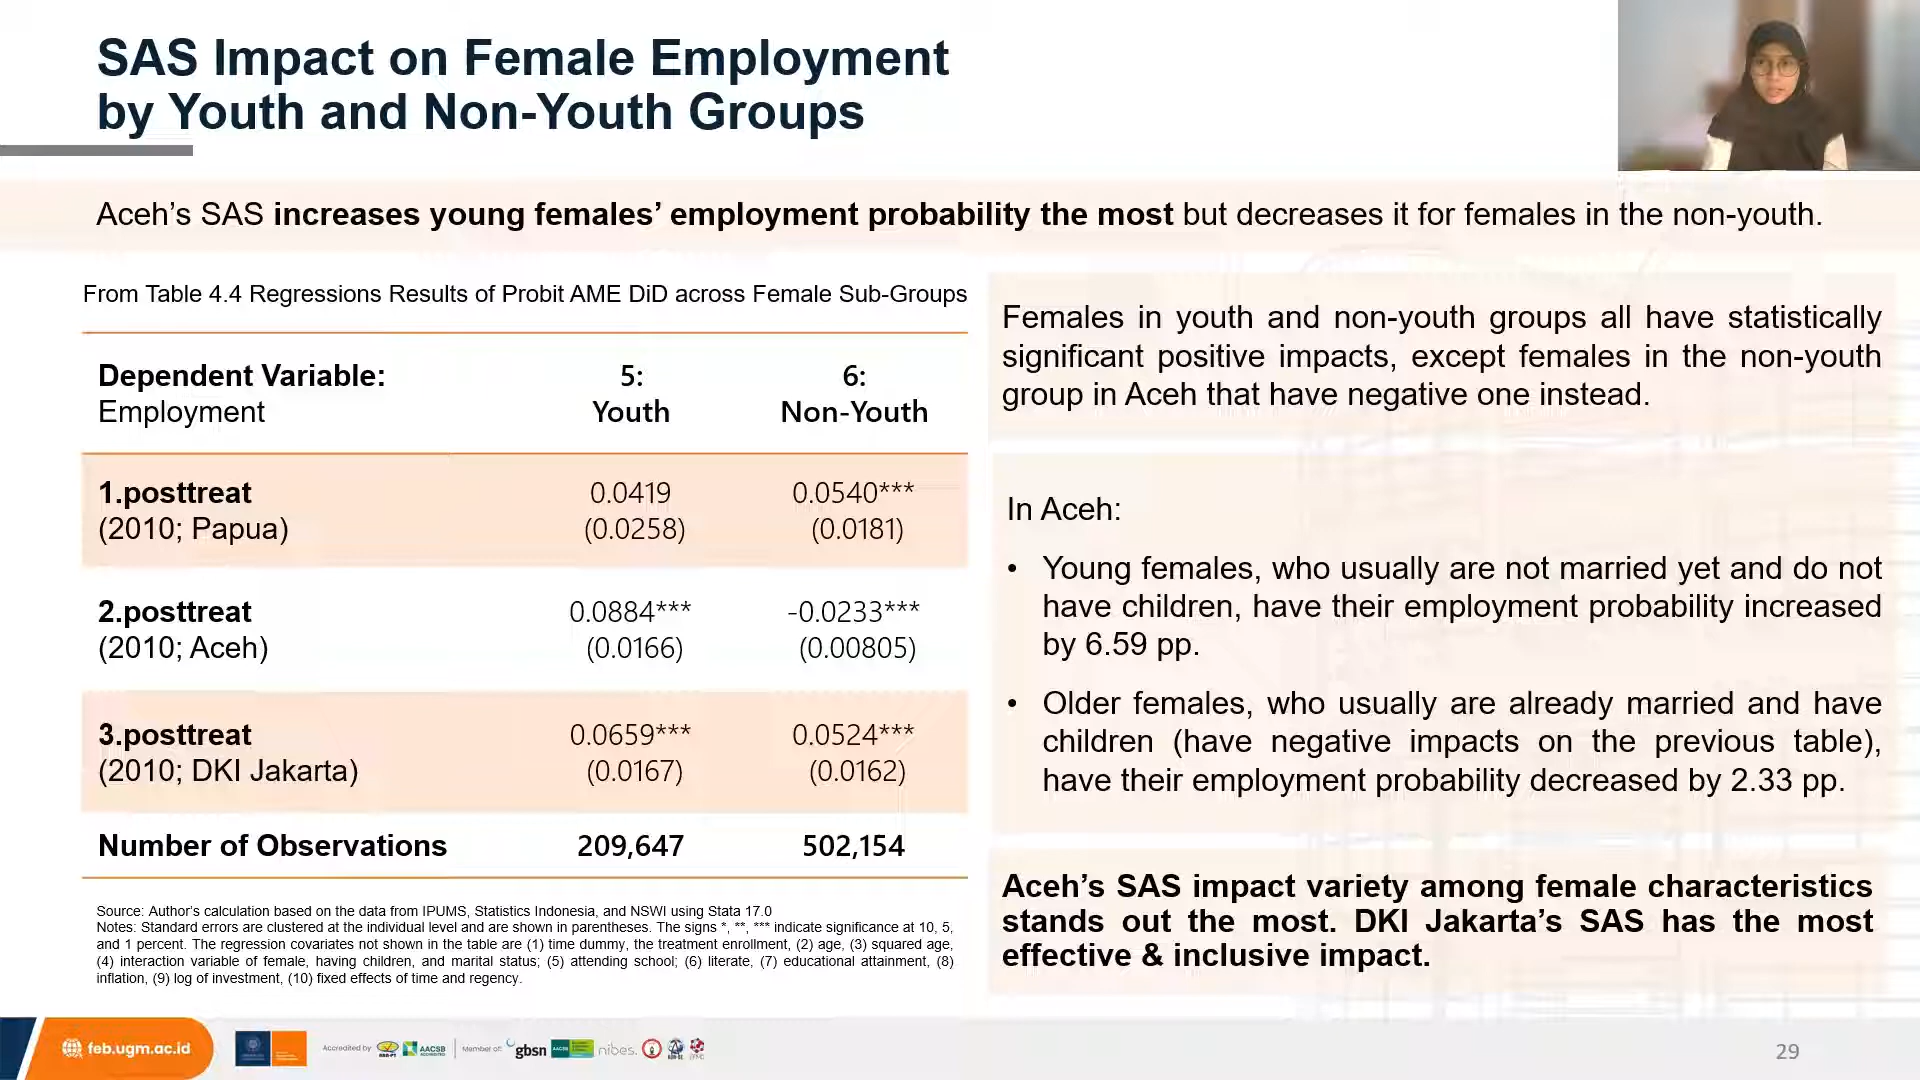 SAS Impact on Female Employment
by Youth and Non-Youth Groups
Aceh’s SAS increases young females’ employment probability the most but decreases it for females in the non-youth.
From Table 4.4 Regressions Results of Probit AME DiD across Female Sub-Groups
Dependent Variable: 5: 6:
Employment Youth Non-Youth
1.posttreat 0.0419 0.0540***
(2010; Papua) (0.0258) (0.0181)
2.posttreat 0.0884*** -0.0233***
(2010; Aceh) (0.0166) (0.00805)
3.posttreat 0.0659*** 0.0524***
(2010; DKI Jakarta) (0.0167) (0.0162)
Number of Observations 209,647 502,154
Source: Author’s calculation based on the data from IPUMS, Statistics Indonesia, and NSWI using Stata 17.0
Notes: Standard errors are clustered at the individual level and are shown in parentheses. The signs *, **, *** indicate significance at 10, 5,
and 1 percent. The regression covariates not shown in the table are (1) time dummy, the treatment enrollment, (2) age, (3) squared age,
(4) interaction variable of female, having children, and marital status; (5) attending school; (6) literate, (7) educational attainment, (8)
inflation, (9) log of investment, (10) fixed effects of time and regency.
Females in youth and non-youth groups all have statistically
significant positive impacts, except females in the non-youth
group in Aceh that have negative one instead.
In Aceh:
• Young females, who usually are not married yet and do not
have children, have their employment probability increased
by 6.59 pp.
• Older females, who usually are already married and have
children (have negative impacts on the previous table),
have their employment probability decreased by 2.33 pp.
Aceh’s SAS impact variety among female characteristics
stands out the most. DKI Jakarta’s SAS has the most
effective & inclusive impact.
feb.ugm.ac.id
Accredited by
AACSB
ACCREDITED
Member of:
gbsn
AACSB
nibes.
29